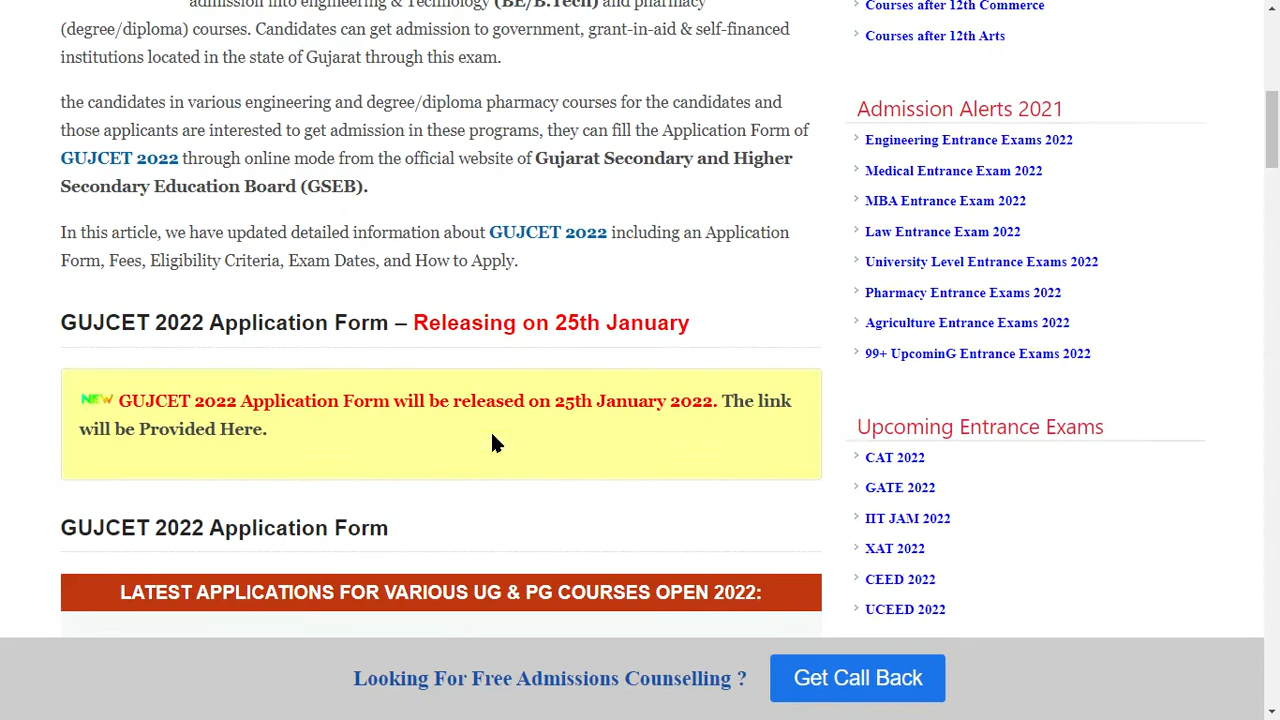 admission into engineering & Technology (BE/B.Tech) and pharmacy
(degree/diploma) courses. Candidates can get admission to government, grant-in-aid & self-financed
institutions located in the state of Gujarat through this exam.
the candidates in various engineering and degree/diploma pharmacy courses for the candidates and
those applicants are interested to get admission in these programs, they can fill the Application Form of
GUJCET 2022 through online mode from the official website of Gujarat Secondary and Higher
Secondary Education Board (GSEB).
In this article, we have updated detailed information about GUJCET 2022 including an Application
Form, Fees, Eligibility Criteria, Exam Dates, and How to Apply.
GUJCET 2022 Application Form – Releasing on 25th January
NEW GUJCET 2022 Application Form will be released on 25th January 2022. The link
will be Provided Here.
GUJCET 2022 Application Form
LATEST APPLICATIONS FOR VARIOUS UG & PG COURSES OPEN 2022:
Courses after 12th Commerce
Courses after 12th Arts
Admission Alerts 2021
Engineering Entrance Exams 2022
Medical Entrance Exam 2022
MBA Entrance Exam 2022
Law Entrance Exam 2022
University Level Entrance Exams 2022
Pharmacy Entrance Exams 2022
Agriculture Entrance Exams 2022
99+ UpcominG Entrance Exams 2022
Upcoming Entrance Exams
CAT 2022
GATE 2022
IIT JAM 2022
XAT 2022
CEED 2022
UCEED 2022
Looking For Free Admissions Counselling ?
Get Call Back